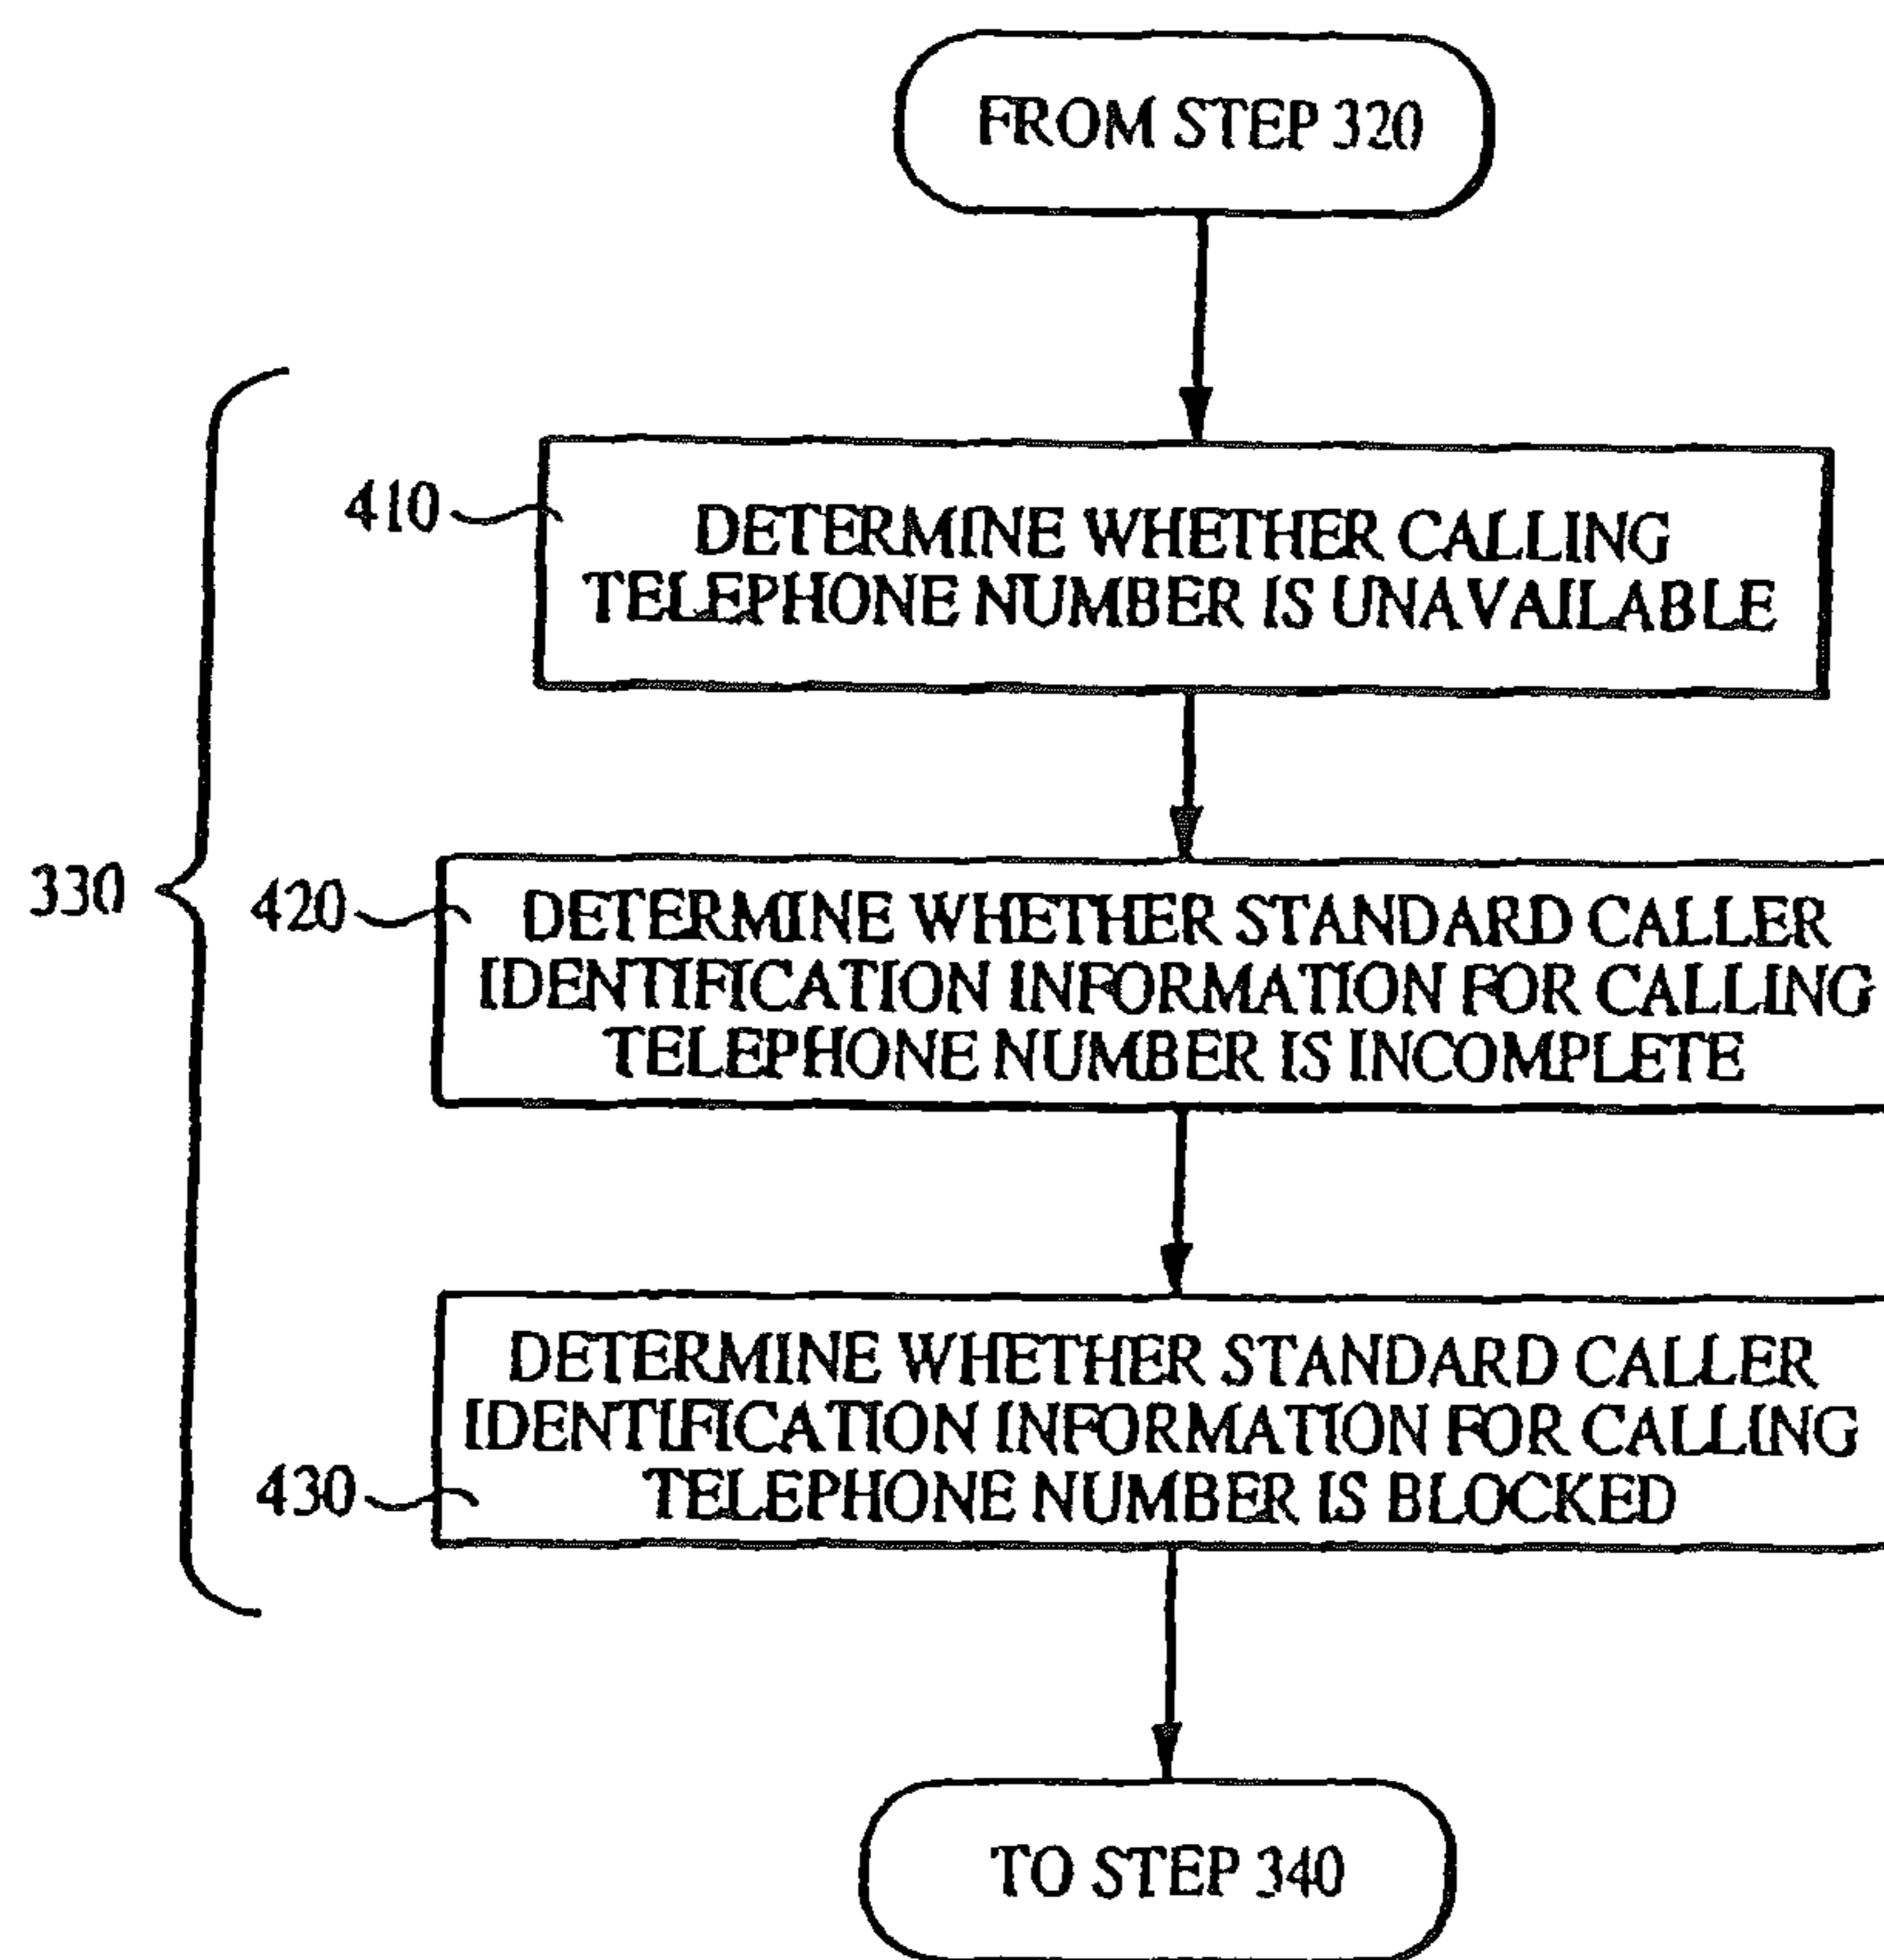 FROM STEP 320
410
DETERMINE WHETHER CALLING
TELEPHONE NUMBER IS UNAVAILABLE
330
420
DETERMINE WHETHER STANDARD CALLER
IDENTIFICATION INFORMATION FOR CALLING
TELEPHONE NUMBER IS INCOMPLETE
DETERMINE WHETHER STANDARD CALLER
IDENTIFICATION INFORMATION FOR CALLING
TELEPHONE NUMBER IS BLOCKED
430
TO STEP 340